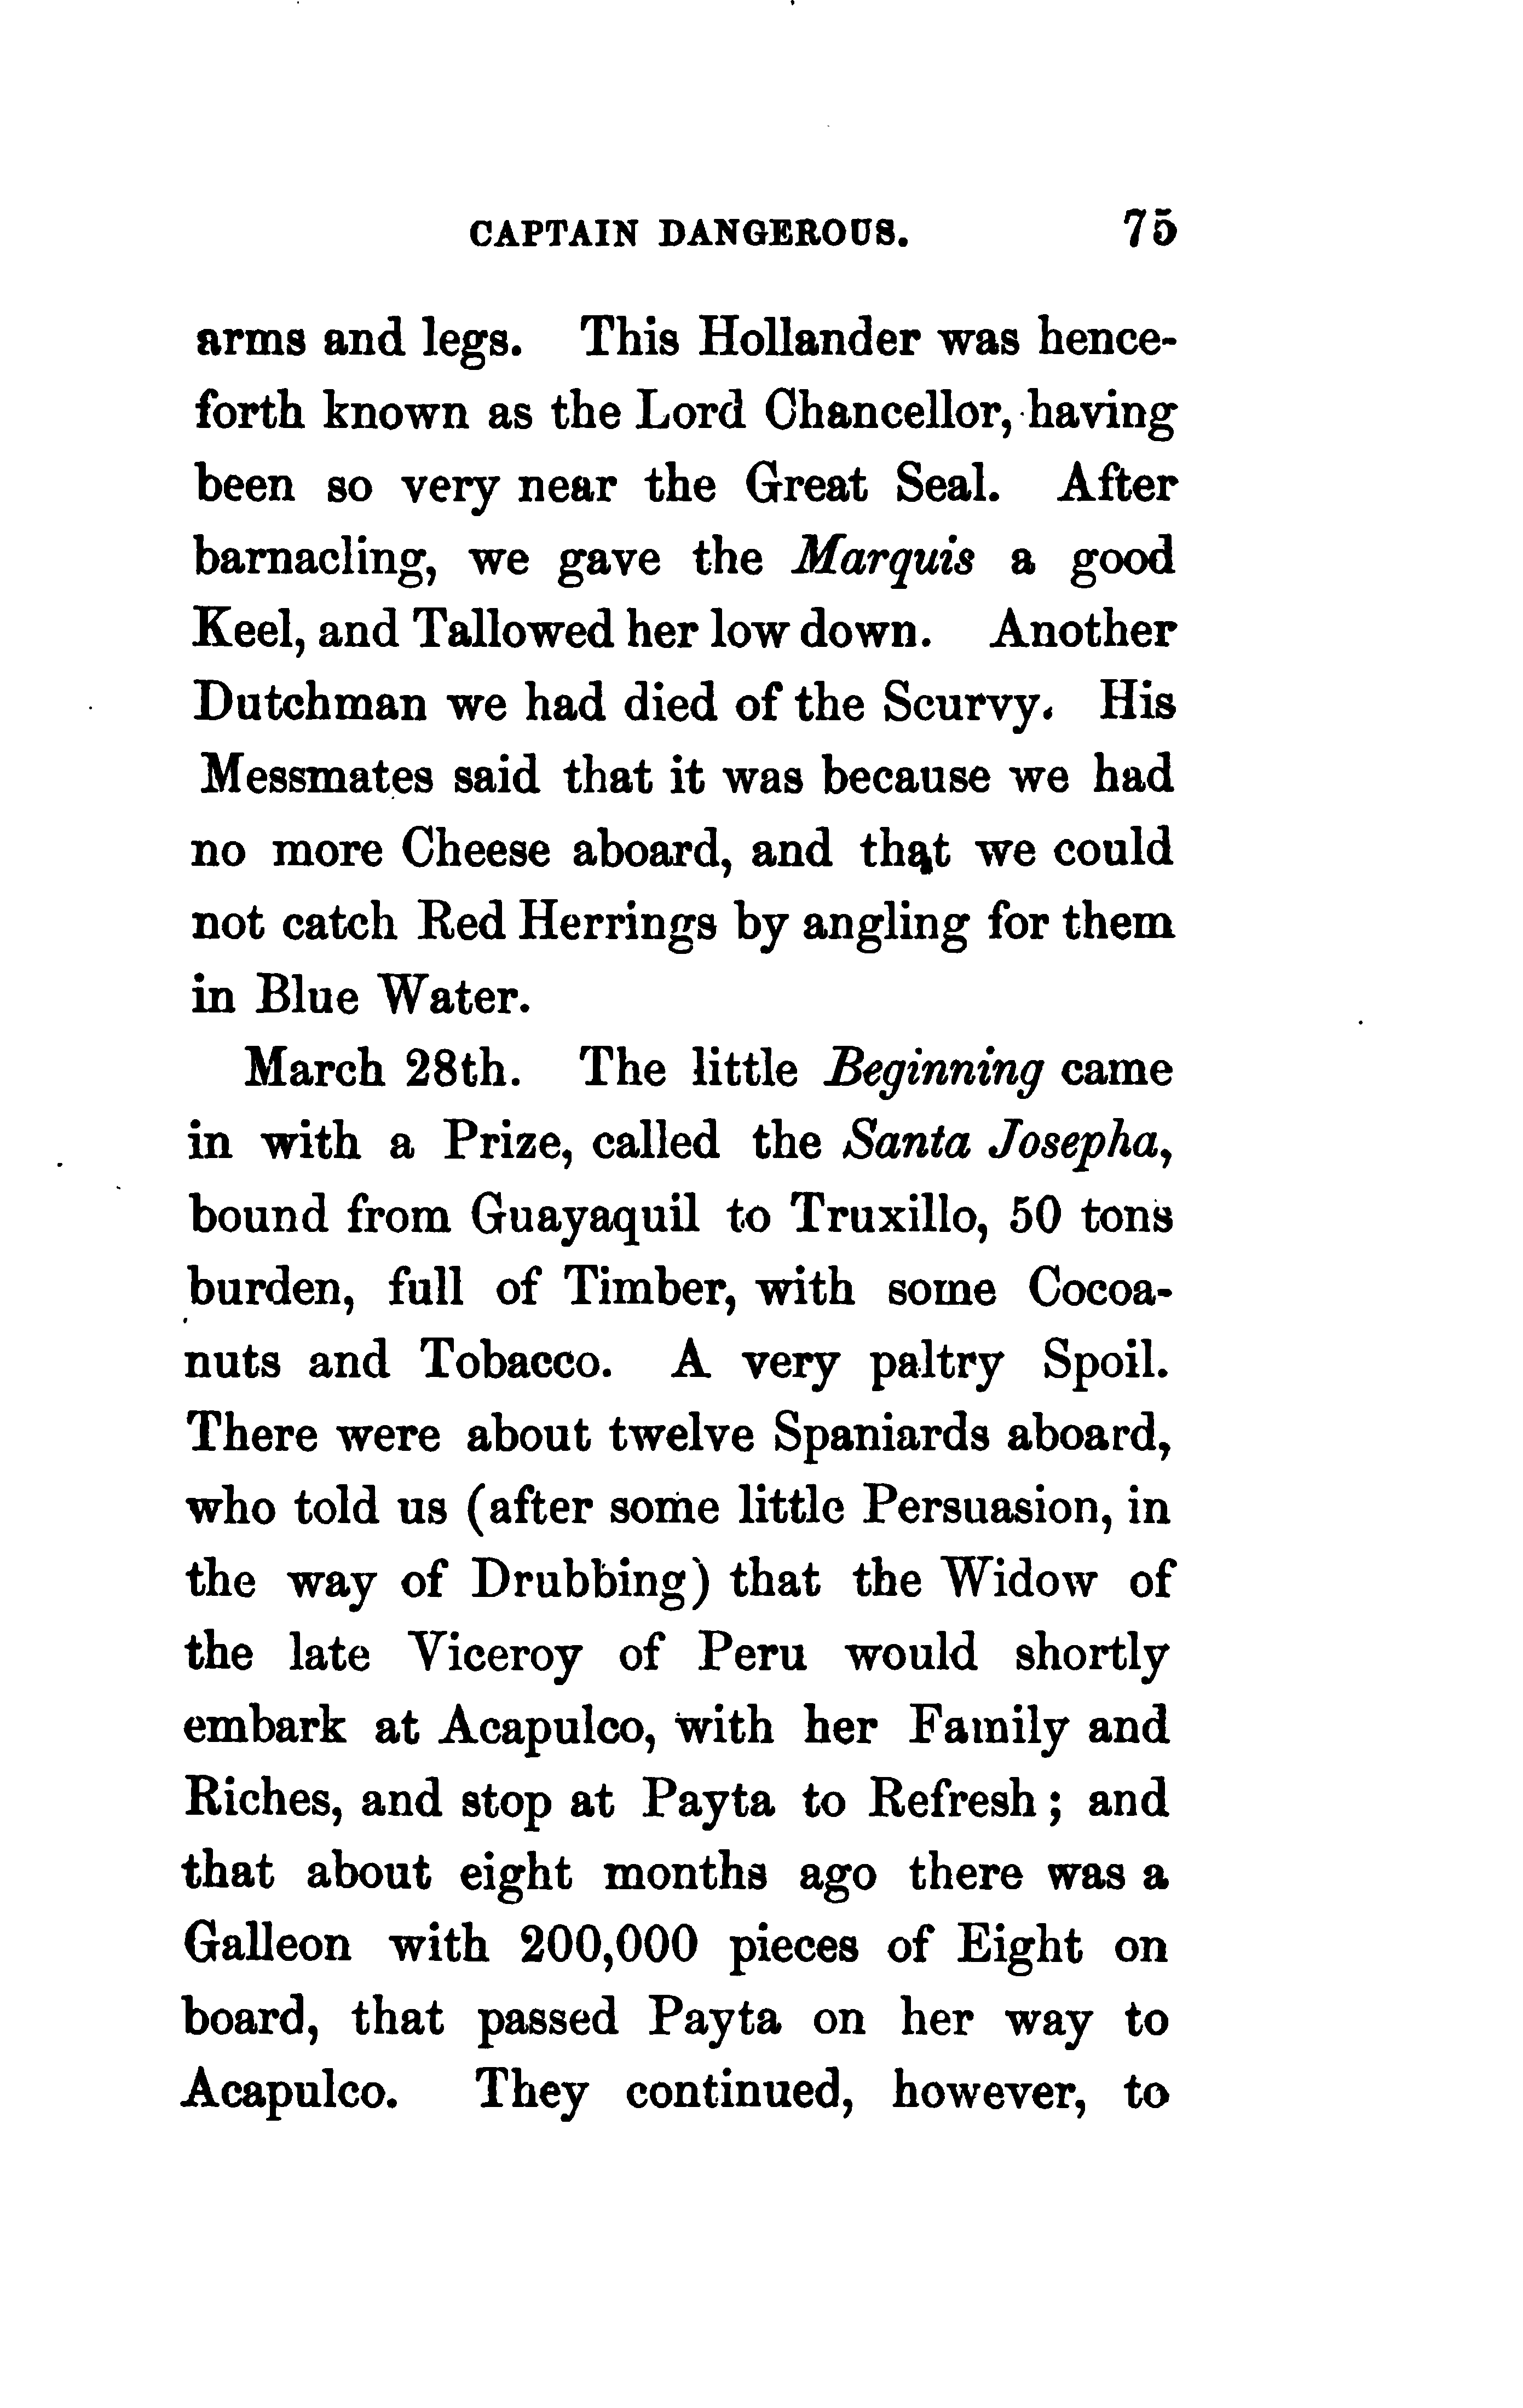 CAPTAIN DANGEROUS. 75
arms and legs. This Hollander was hence-
forth known as the Lord Chancellor, having
been so very near the Great Seal. After
barnacling, we gave the Marquis a good
Keel, and Tallowed her low down. Another
Dutchman we had died of the Scurvy. His
Messmates said that it was because we had
no more Cheese aboard, and that we could
not catch Red Herrings by angling for them
in Blue Water.
March 28th. The little Beginning came
in with a Prize, called the Santa Josepha,
bound from Guayaquil to Truxillo, 50 tons
burden, full of Timber, with some Cocoa-
nuts and Tobacco. A very paltry Spoil.
There were about twelve Spaniards aboard,
who told us (after some little Persuasion, in
the way of Drubbing) that the Widow of
the late Viceroy of Peru would shortly
embark at Acapulco, with her Family and
Riches, and stop at Payta to Refresh; and
that about eight months ago there was a
Galleon with 200,000 pieces of Eight on
board, that passed Payta on her way to
Acapulco. They continued, however, to